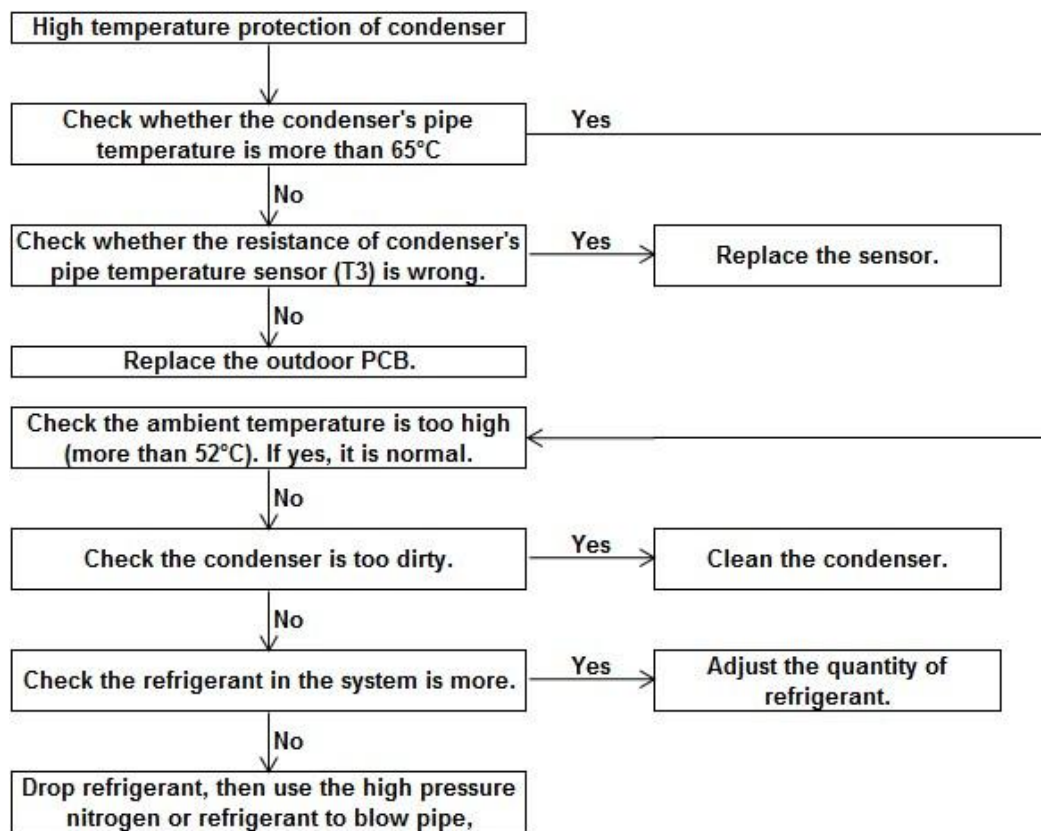 High temperature protection of condenser
Check whether the condenser's pipe
temperature is more than 65°C
Yes
No
Check whether the resistance of condenser's
pipe temperature sensor (T3) is wrong.
Yes
Replace the sensor.
No
Replace the outdoor PCB.
Check the ambient temperature is too high
(more than 52°C). If yes, it is normal.
No
Check the condenser is too dirty.
Yes
Clean the condenser.
No
Check the refrigerant in the system is more.
Yes
Adjust the quantity of
refrigerant.
No
Drop refrigerant, then use the high pressure
nitrogen or refrigerant to blow pipe,